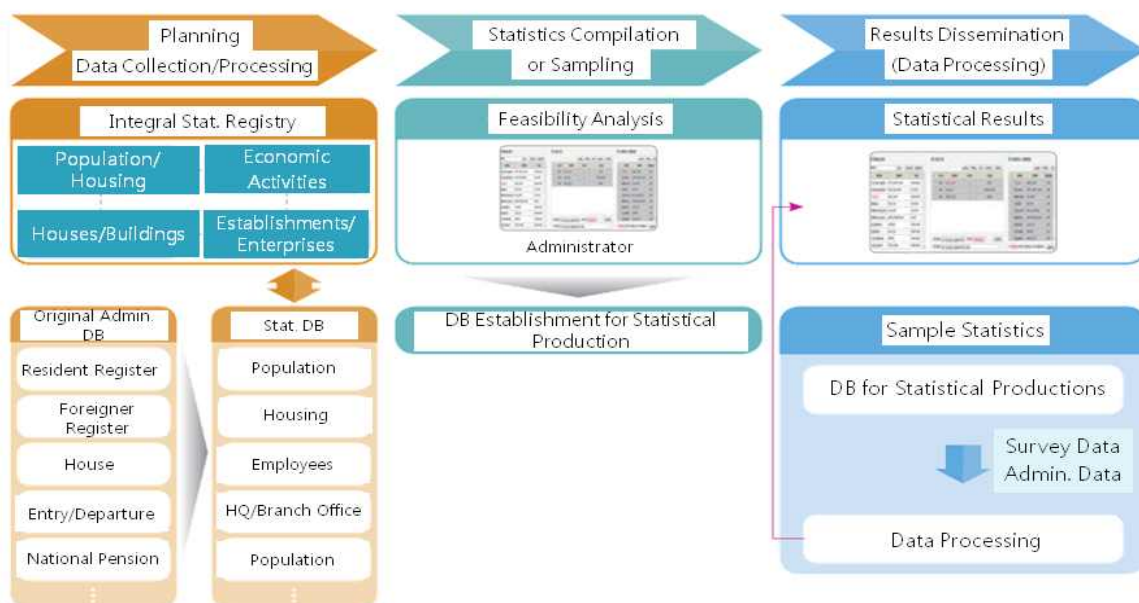 Planning
Data Collection/Processing
Statistics Compilation
or Sampling
Results Dissemination
(Data Processing)
Integral Stat. Registry
Population/
Housing
Economic
Activities
Houses/Buildings
Establishments/
Enterprises
Feasibility Analysis
Administrator
Statistical Results
Original Admin.
DB
Resident Register
Foreigner
Register
House
Entry/Departure
National Pension
Stat. DB
Population
Housing
Employees
HQ/Branch Office
Population
DB Establishment for Statistical
Production
Sample Statistics
DB for Statistical Productions
Survey Data
Admin. Data
Data Processing